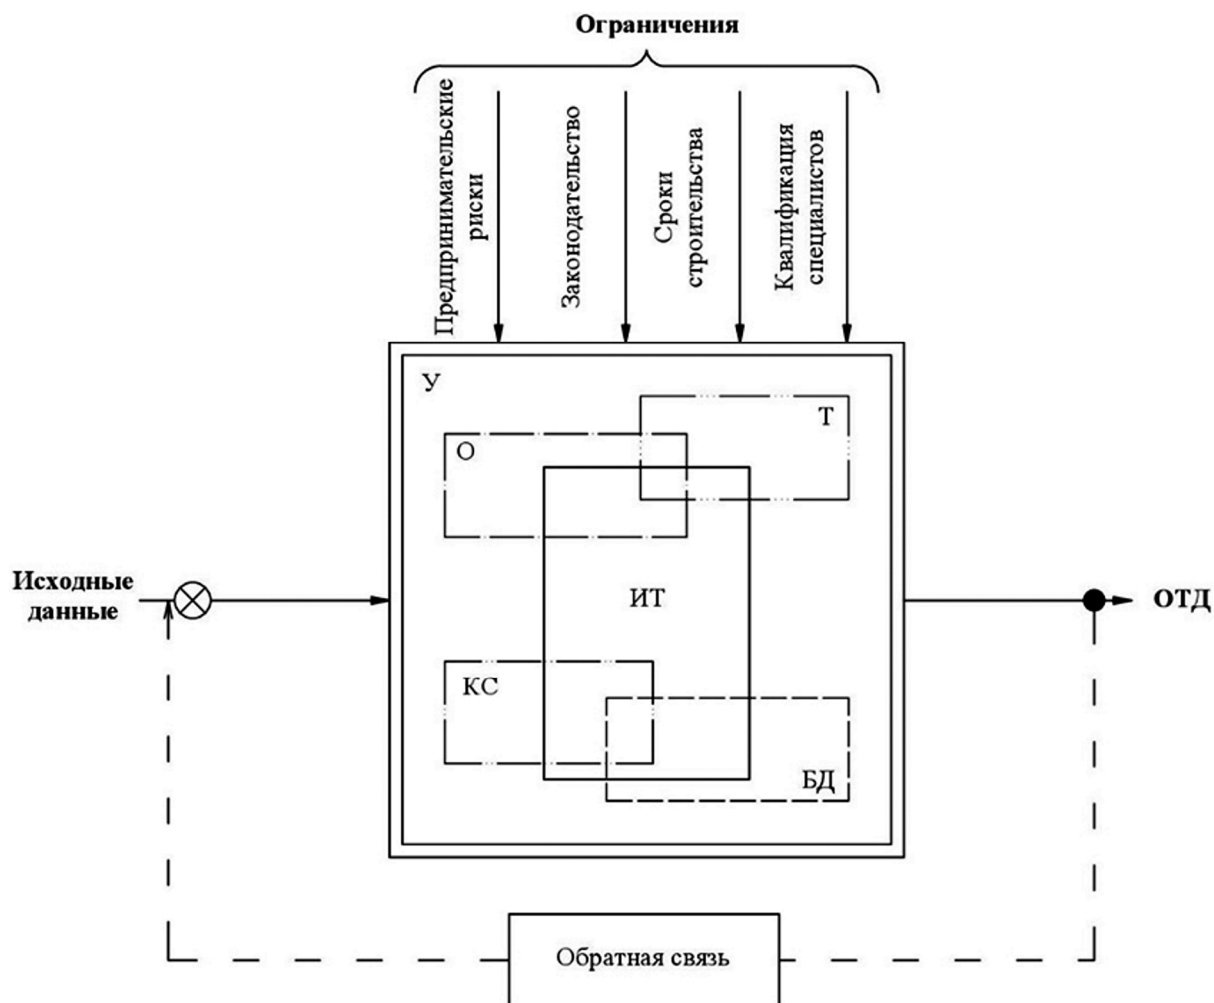 Ограничения
Предпринимательские
риски
Законодательство
Сроки
строительства
Квалификация
специалистов
У
Т
О
Исходные
данные
ИТ
ОТД
КС
БД
Обратная связь